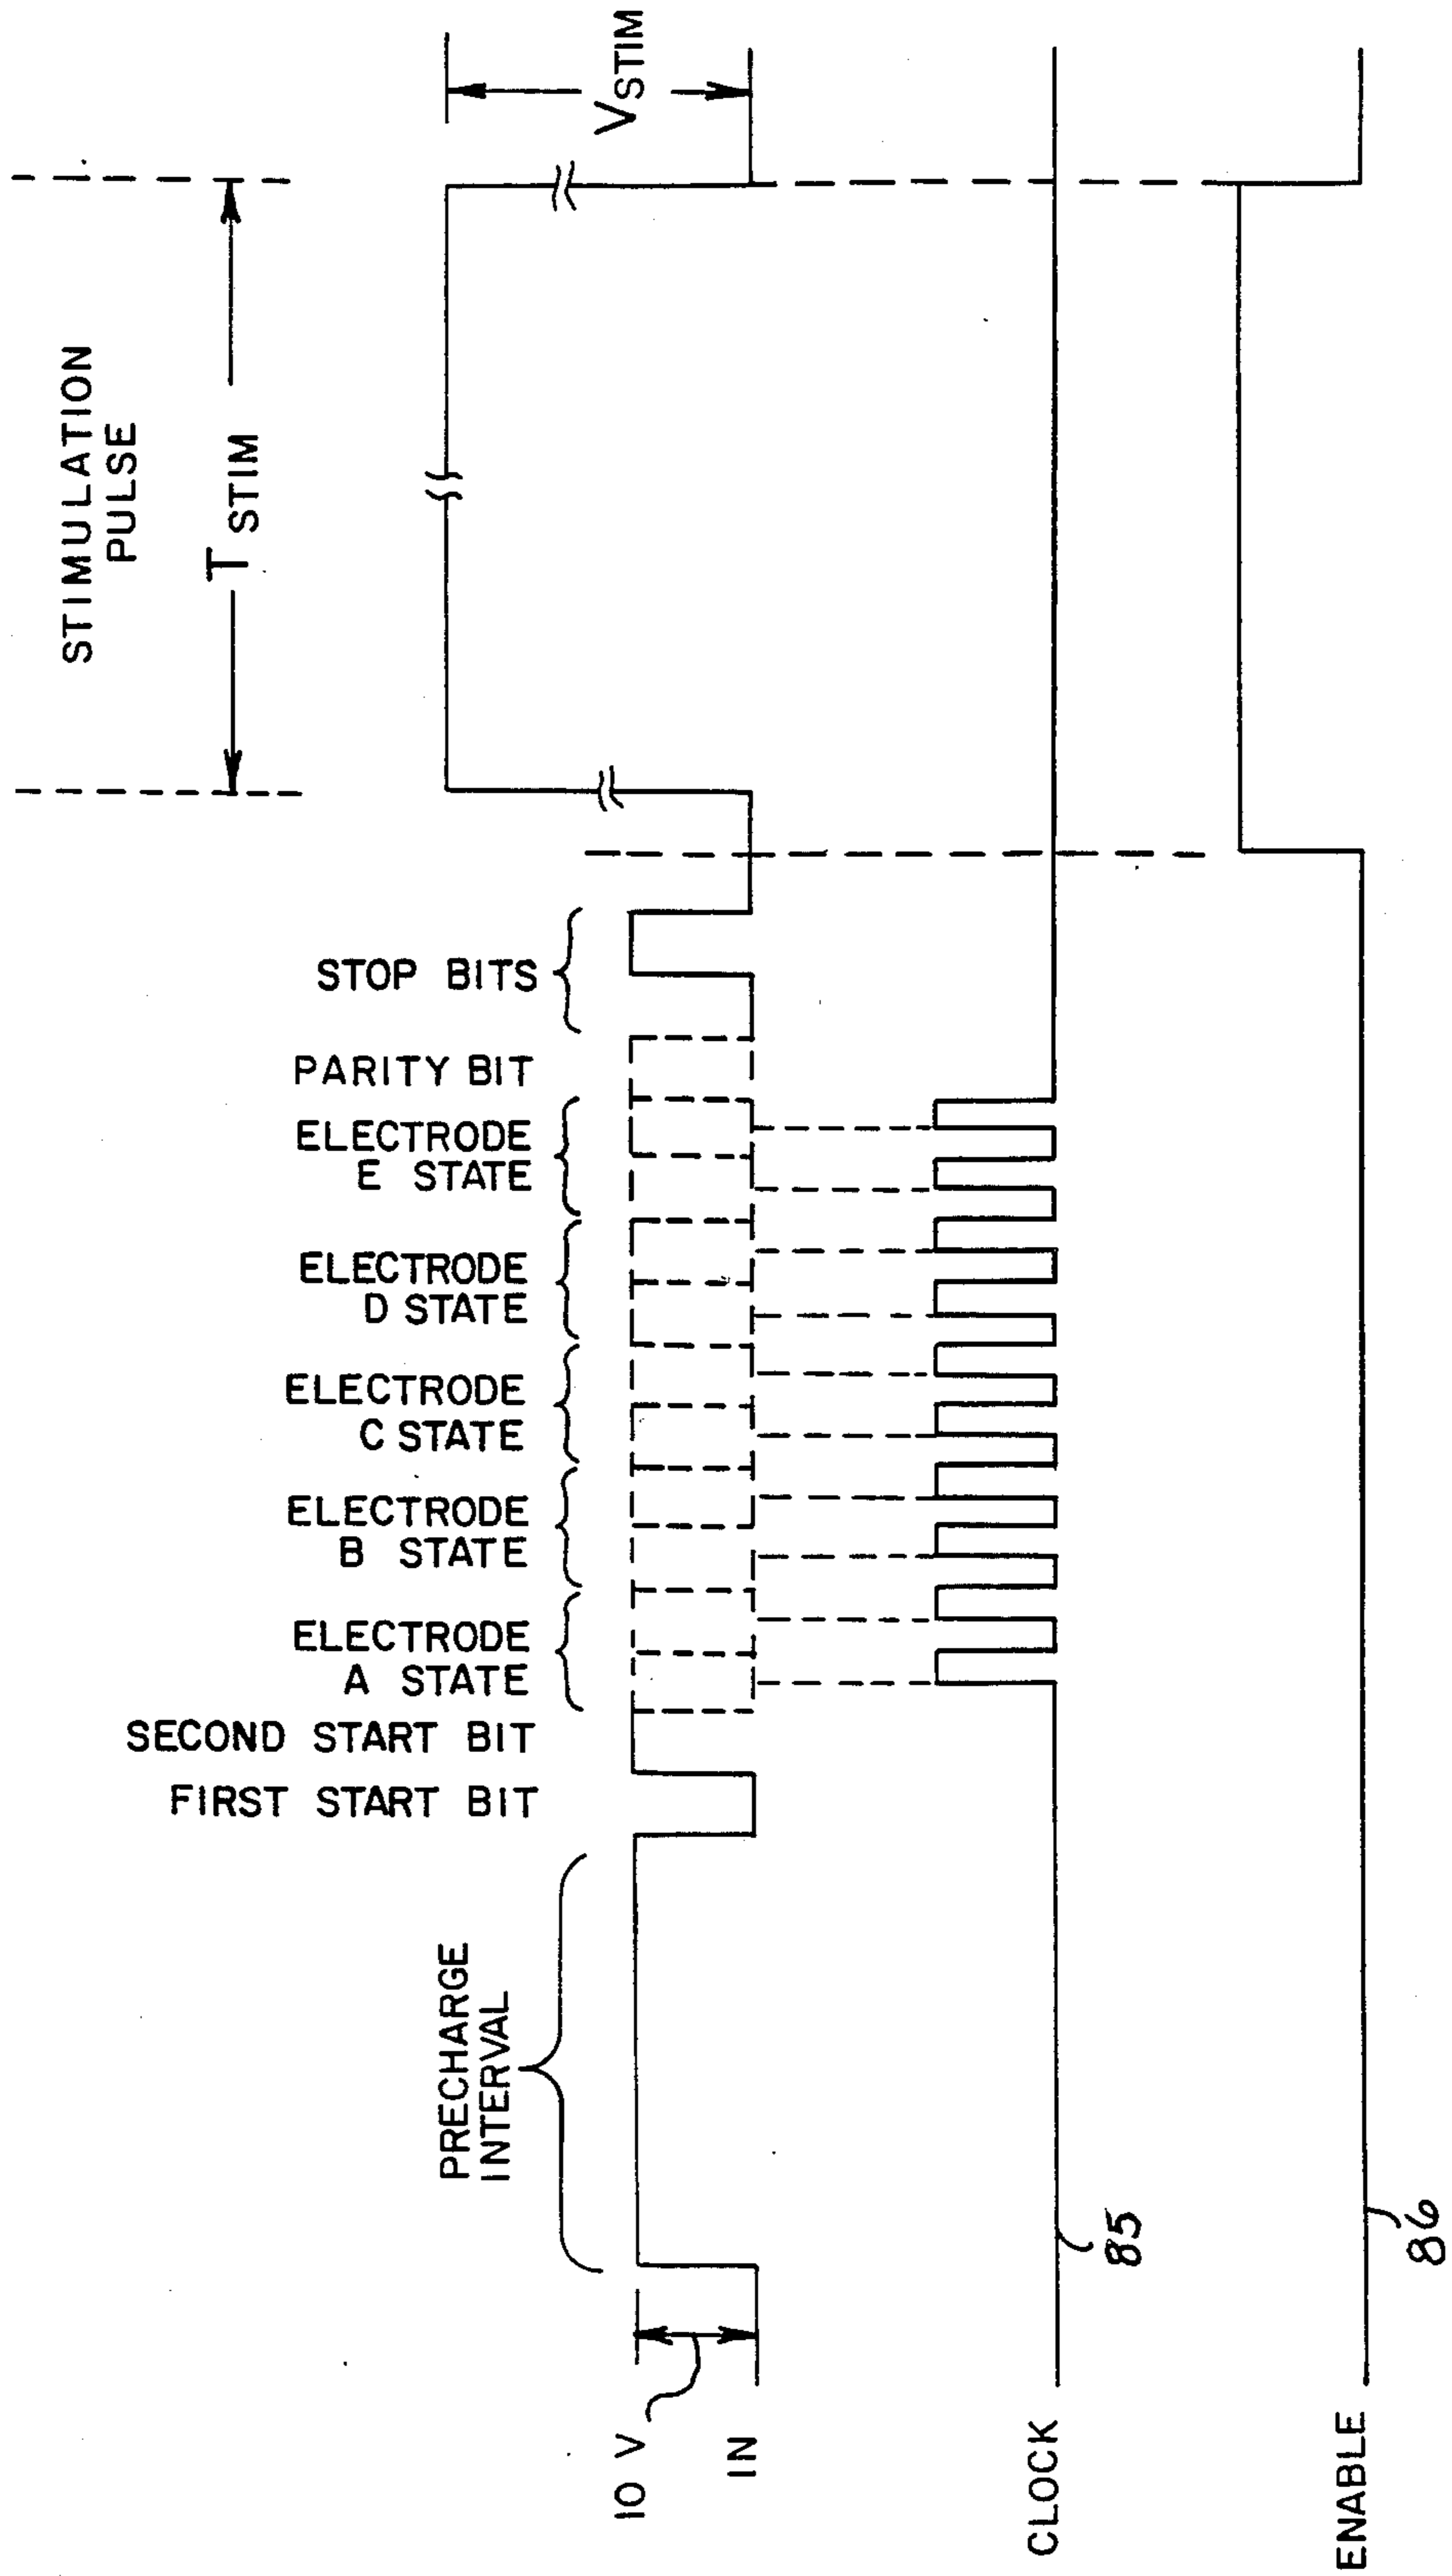 STIMULATION
PULSE
T STIM
VSTIM
PRECHARGE
INTERVAL
FIRST START BIT
SECOND START BIT
ELECTRODE
A STATE
ELECTRODE
B STATE
ELECTRODE
C STATE
ELECTRODE
D STATE
ELECTRODE
E STATE
PARITY BIT
STOP BITS
10 V
IN
CLOCK
85
ENABLE
86